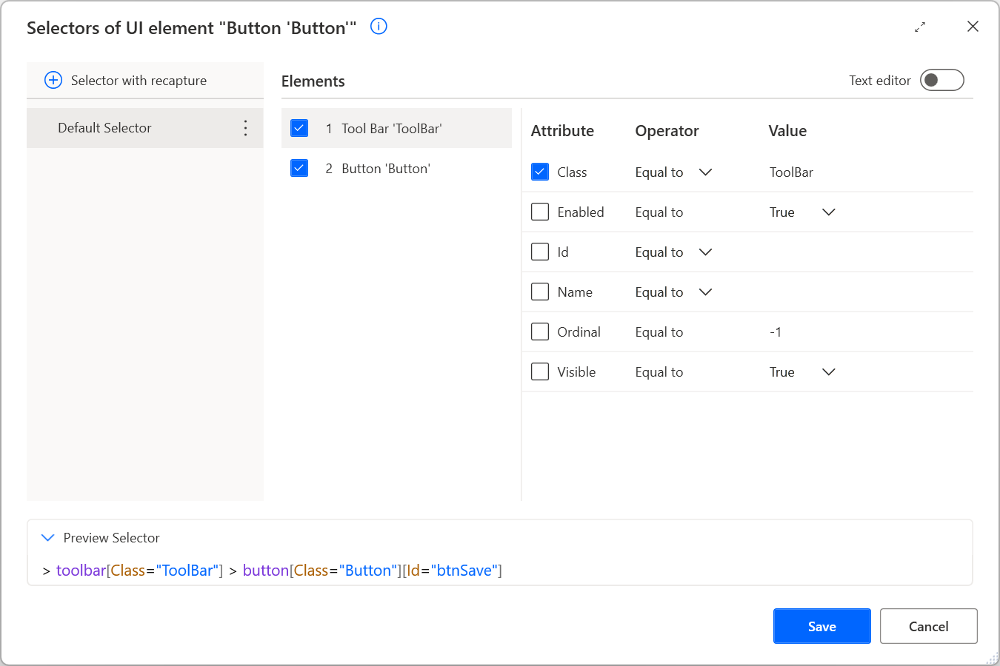 Selectors of UI element "Button 'Button'"
Selector with recapture
Default Selector
Elements
Text editor
1 Tool Bar 'ToolBar'
2 Button 'Button'
Attribute Operator Value
Class Equal to ToolBar
Enabled Equal to True
Id Equal to
Name Equal to
Ordinal Equal to -1
Visible Equal to True
Preview Selector
> toolbar[Class="ToolBar"] > button[Class="Button"][Id="btnSave"]
Save Cancel